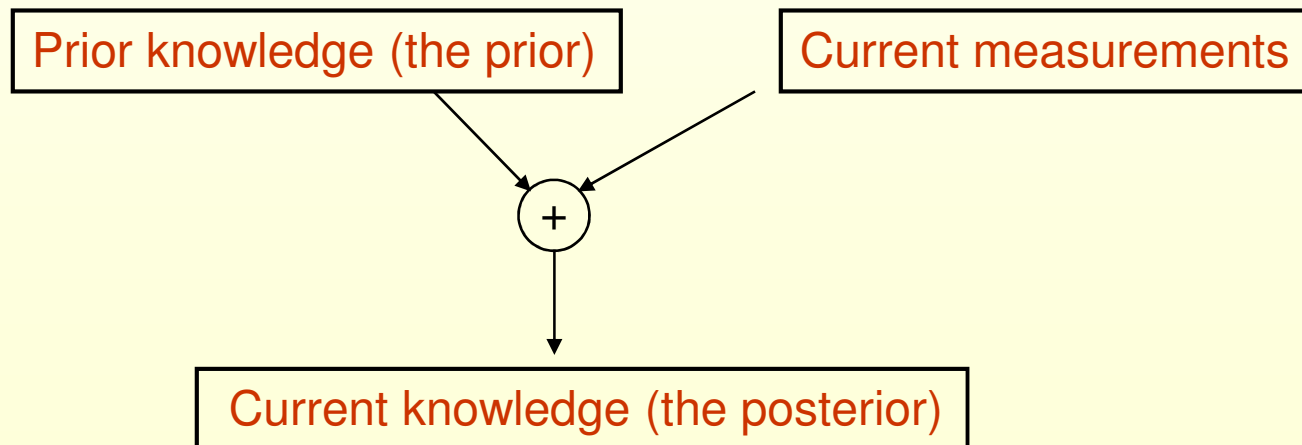 Prior knowledge (the prior)
Current measurements
+
Current knowledge (the posterior)